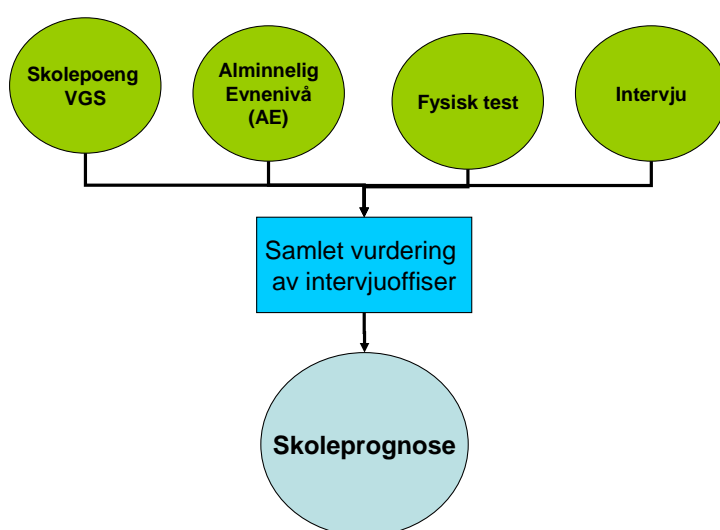 Skolepoeng
VGS
Alminnelig
Evnenivå
(AE)
Fysisk test
Intervju
Samlet vurdering
av intervjuoffiser
Skoleprognose